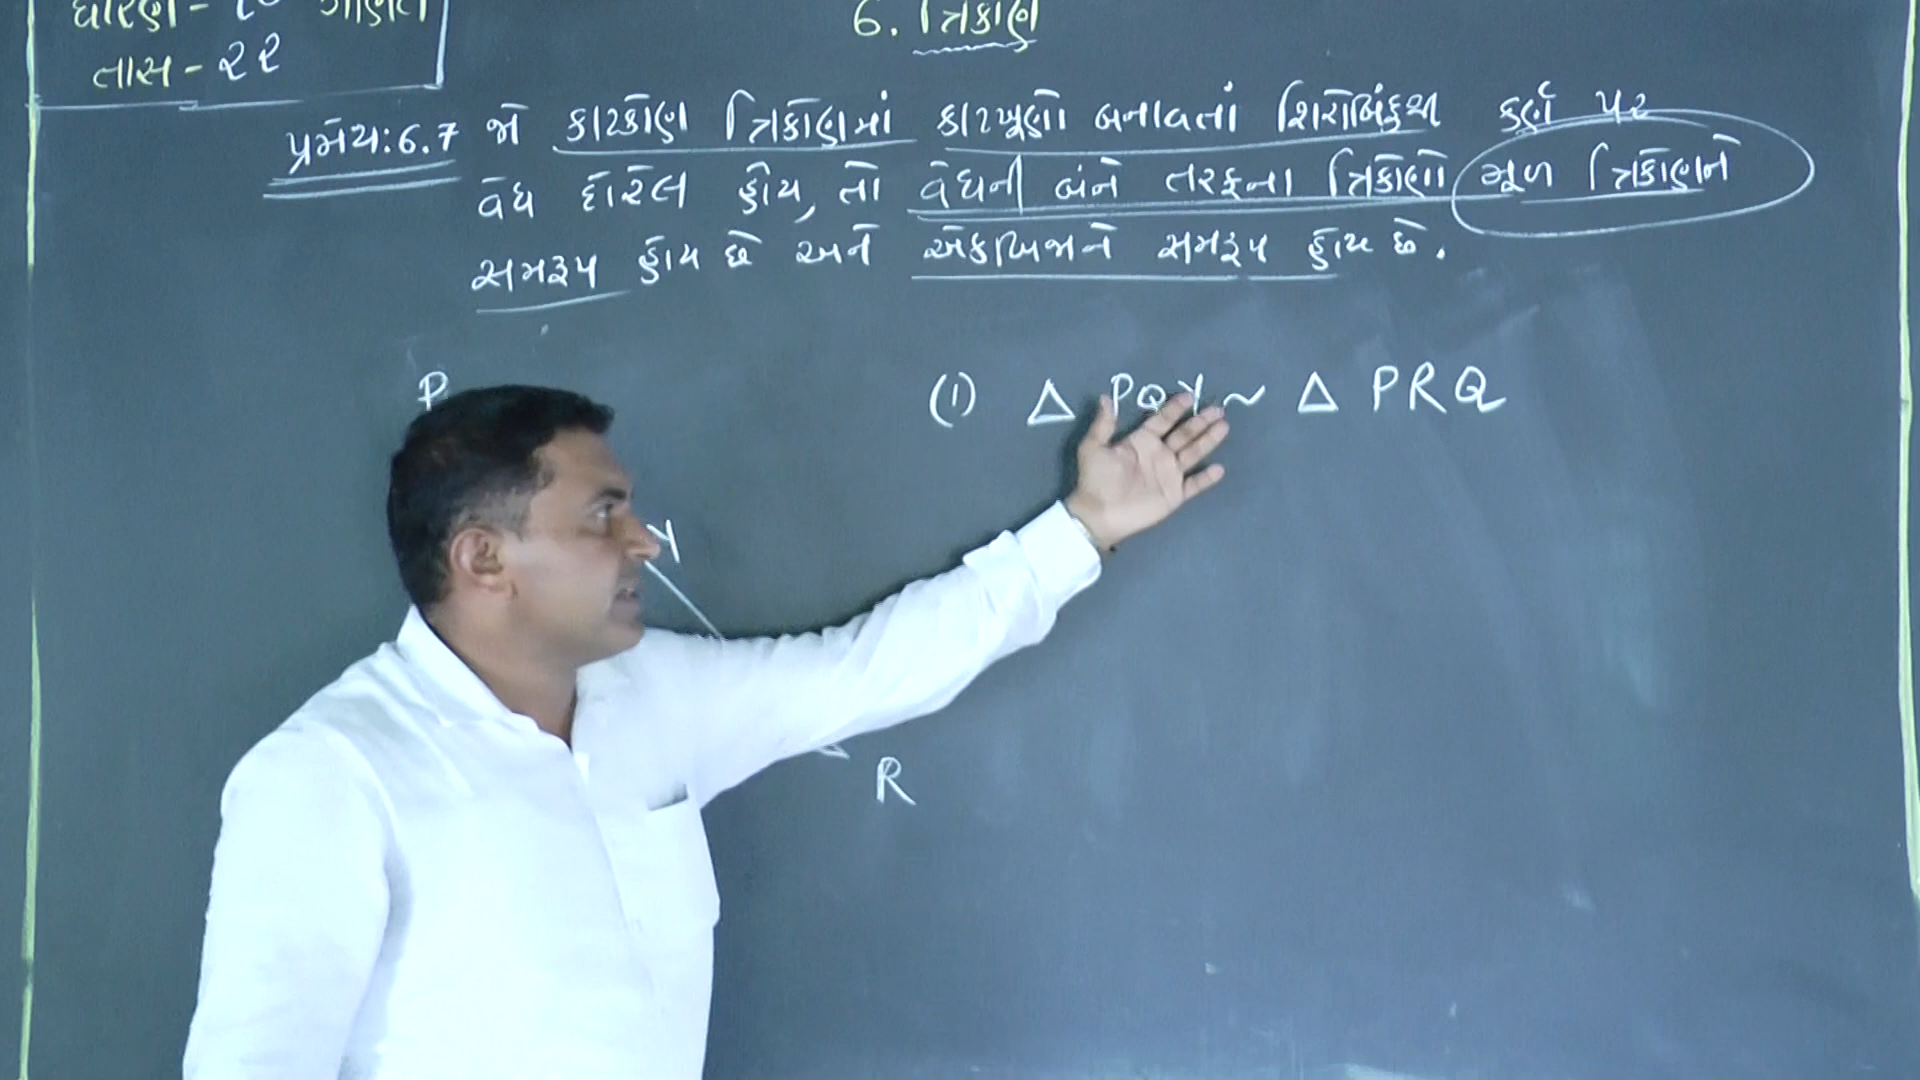 ધોરણ - ૧૦ ગણિત
તાસ - ૨૨
6. ત્રિકોણ
પ્રમેય: 6.7 જો કાટકોણ ત્રિકોણમાં કાટખૂણો બનાવતાં શિરોબિંદુથી કર્ણ પર
વેધ દોરેલ હોય, તો વેધની બંને તરફના ત્રિકોણો મૂળ ત્રિકોણને
સમરૂપ હોય છે અને એકબીજાને સમરૂપ હોય છે.
P
(1) Δ PQY ~ Δ PRQ
Y
R